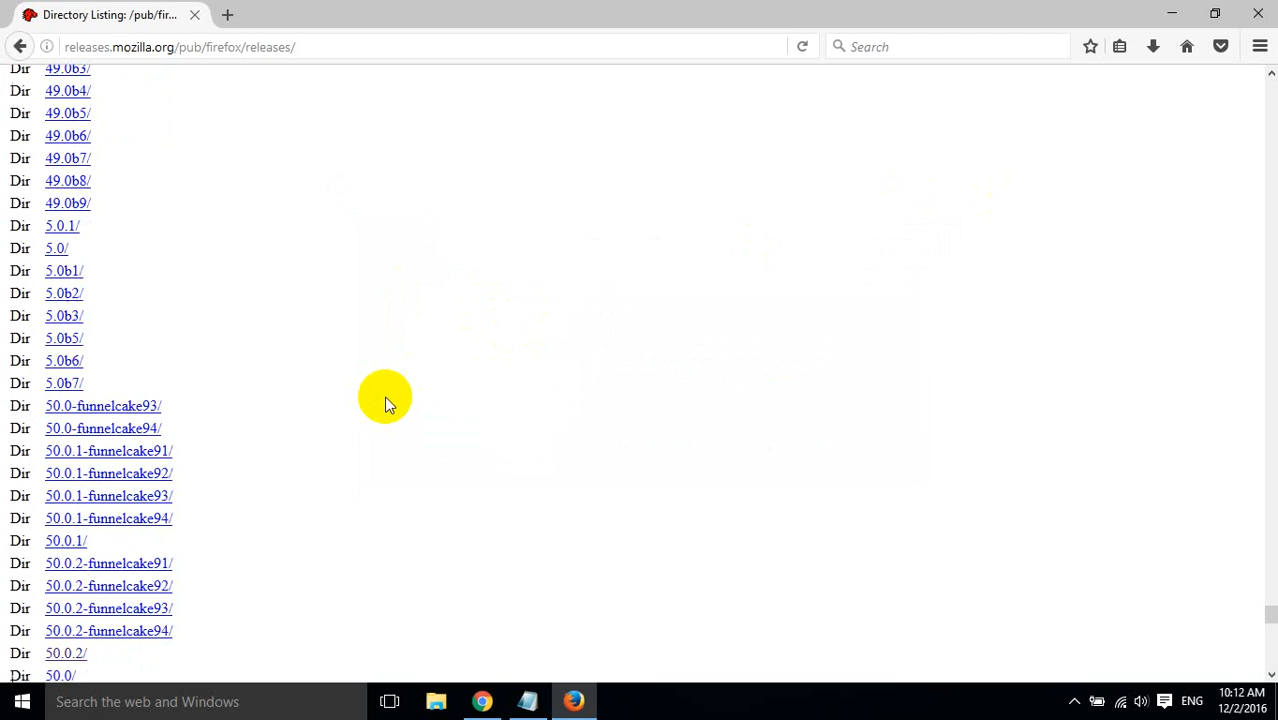 Directory Listing: /pub/fir...
releases.mozilla.org/pub/firefox/releases/
Search
Dir 49.0b3/
Dir 49.0b4/
Dir 49.0b5/
Dir 49.0b6/
Dir 49.0b7/
Dir 49.0b8/
Dir 49.0b9/
Dir 5.0.1/
Dir 5.0/
Dir 5.0b1/
Dir 5.0b2/
Dir 5.0b3/
Dir 5.0b5/
Dir 5.0b6/
Dir 5.0b7/
Dir 50.0-funnelcake93/
Dir 50.0-funnelcake94/
Dir 50.0.1-funnelcake91/
Dir 50.0.1-funnelcake92/
Dir 50.0.1-funnelcake93/
Dir 50.0.1-funnelcake94/
Dir 50.0.1/
Dir 50.0.2-funnelcake91/
Dir 50.0.2-funnelcake92/
Dir 50.0.2-funnelcake93/
Dir 50.0.2-funnelcake94/
Dir 50.0.2/
Dir 50.0/
Search the web and Windows
ENG
10:12 AM
12/2/2016